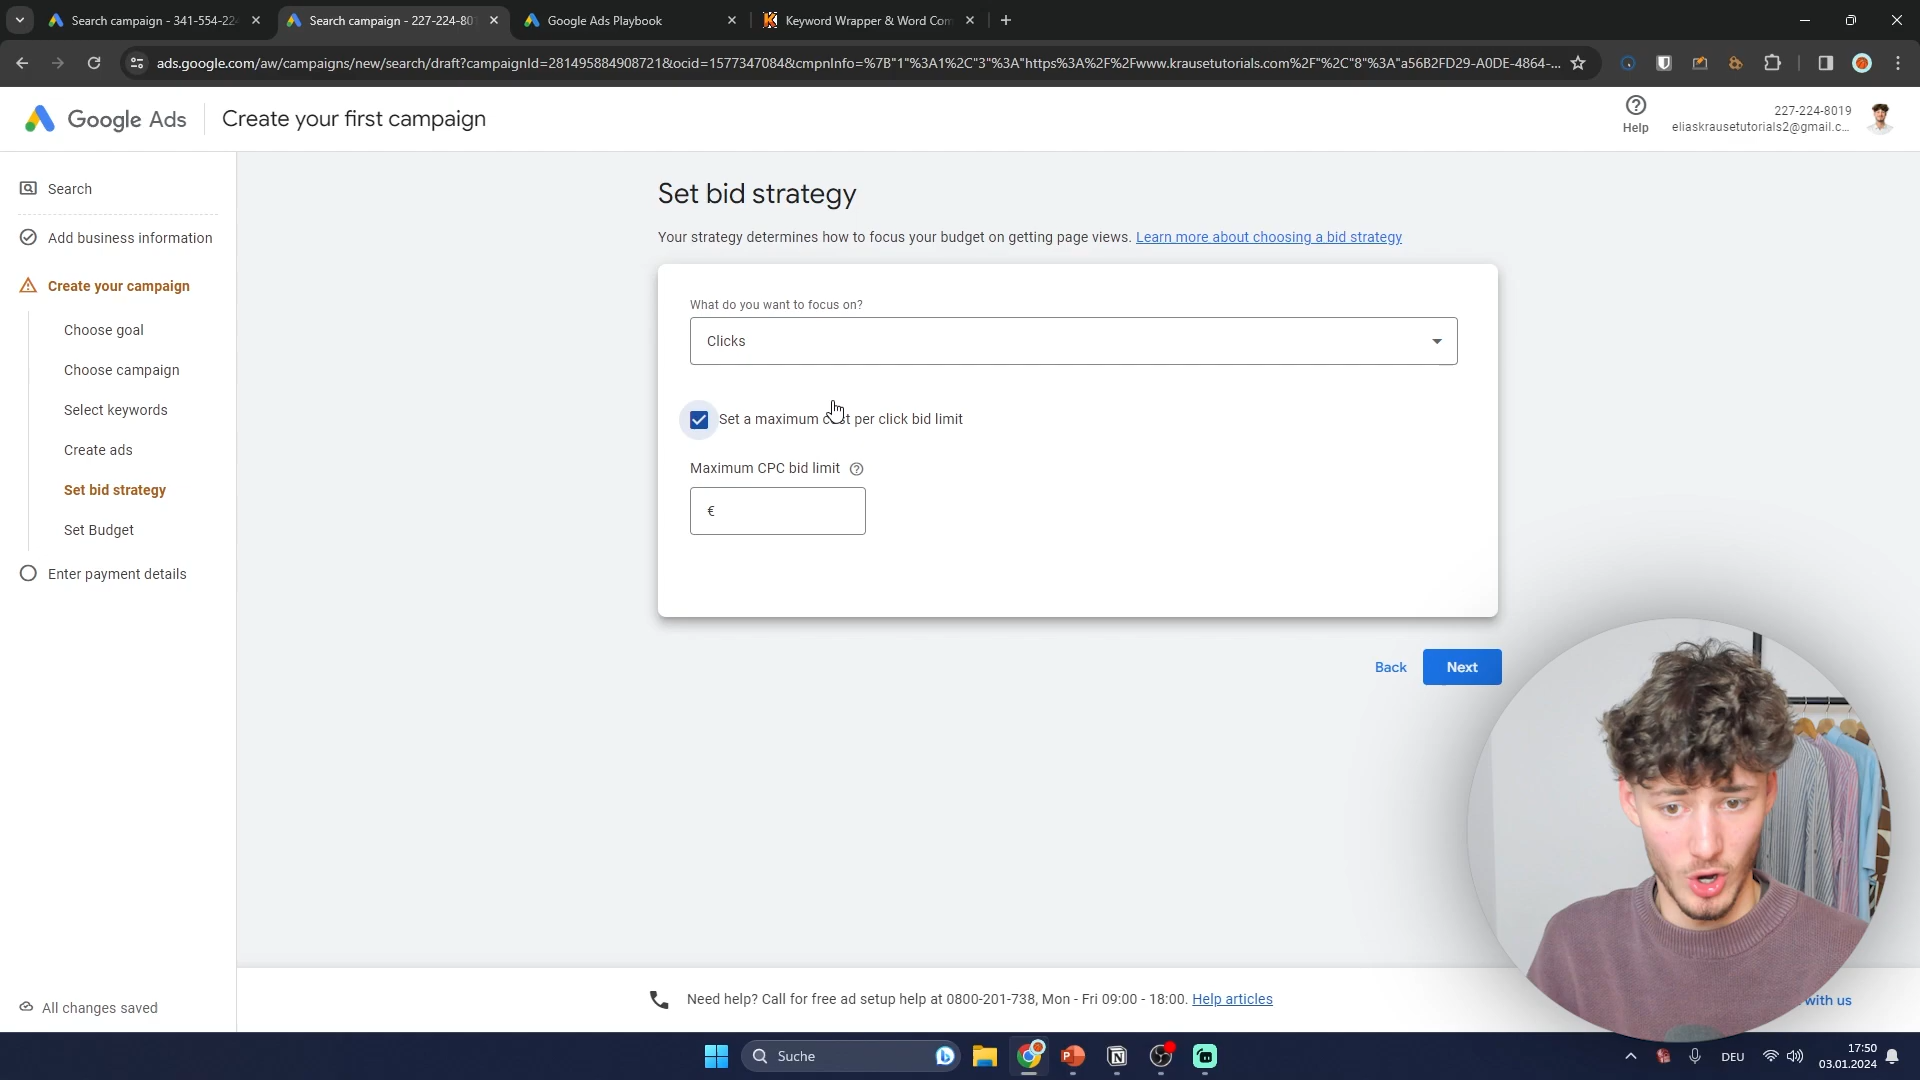 Search campaign - 341-554-22
Search campaign - 227-224-801
Google Ads Playbook
Keyword Wrapper & Word Com
ads.google.com/aw/campaigns/new/search/draft?campaignId=281495884908721&ocid=1577347084&cmpnInfo=%7B"1"%3A1%2C"3"%3A"https%3A%2F%2Fwww.krausetutorials.com%2F"%2C"8"%3A"a56B2FD29-A0DE-4864-...
Google Ads
Create your first campaign
Help
227-224-8019
eliaskrausetutorials2@gmail.c...
Search
Add business information
Create your campaign
Choose goal
Choose campaign
Select keywords
Create ads
Set bid strategy
Set Budget
Enter payment details
All changes saved
Set bid strategy
Your strategy determines how to focus your budget on getting page views. Learn more about choosing a bid strategy
What do you want to focus on?
Clicks
Set a maximum cost per click bid limit
Maximum CPC bid limit
€
Back
Next
Need help? Call for free ad setup help at 0800-201-738, Mon - Fri 09:00 - 18:00. Help articles
with us
Suche
DEU
17:50
03.01.2024